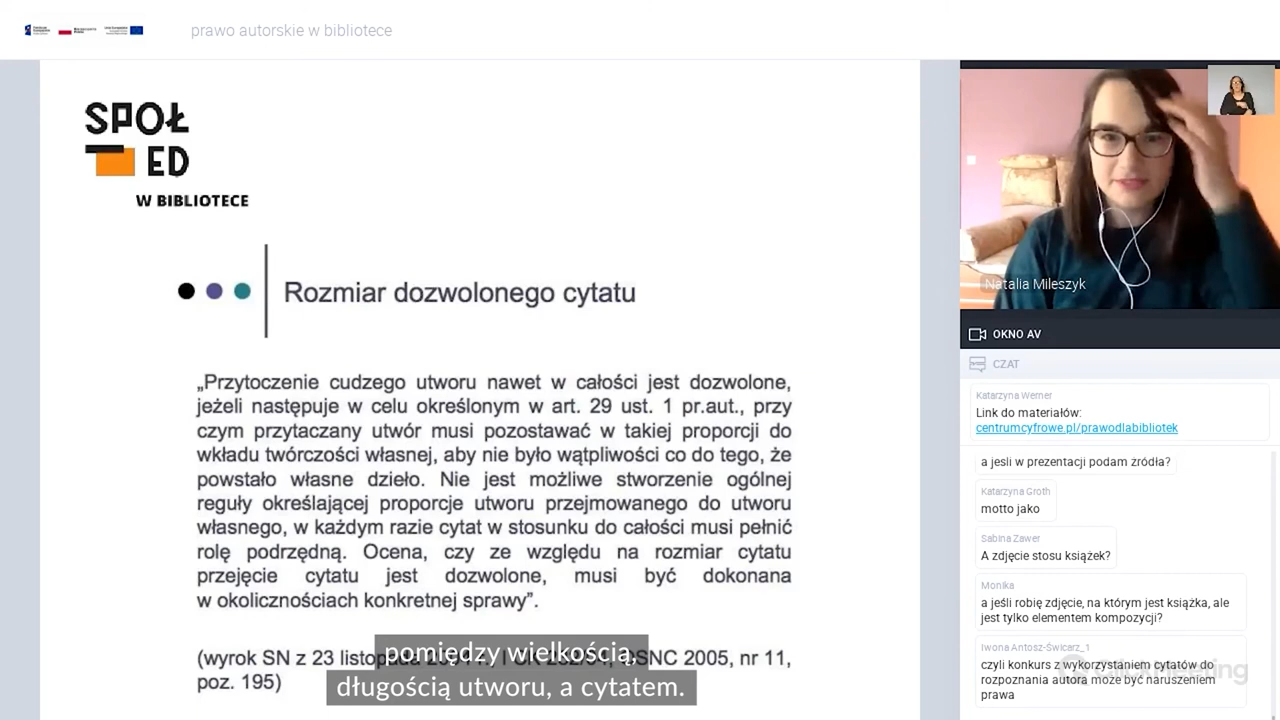 prawo autorskie w bibliotece
SPOŁ
ED
W BIBLIOTECE
Rozmiar dozwolonego cytatu
„Przytoczenie cudzego utworu nawet w całości jest dozwolone,
jeżeli następuje w celu określonym w art. 29 ust. 1 pr.aut., przy
czym przytaczany utwór musi pozostawać w takiej proporcji do
wkładu twórczości własnej, aby nie było wątpliwości co do tego, że
powstało własne dzieło. Nie jest możliwe stworzenie ogólnej
reguły określającej proporcje utworu przejmowanego do utworu
własnego, w każdym razie cytat w stosunku do całości musi pełnić
rolę podrzędną. Ocena, czy ze względu na rozmiar cytatu
przejęcie cytatu jest dozwolone, musi być dokonana
w okolicznościach konkretnej sprawy”.
(wyrok SN z 23 listopada OSNC 2005, nr 11,
poz. 195)
pomiędzy wielkością,
długością utworu, a cytatem.
Natalia Mileszyk
OKNO AV
CZAT
Katarzyna Werner
Link do materiałów:
centrumcyfrowe.pl/prawodlabibliotek
a jesli w prezentacji podam żródła?
Katarzyna Groth
motto jako
Sabina Zawer
A zdjęcie stosu książek?
Monika
a jeśli robię zdjęcie, na którym jest książka, ale
jest tylko elementem kompozycji?
Iwona Antosz-Świcarz_1
czyli konkurs z wykorzystaniem cytatów do
rozpoznania autora może być naruszeniem
prawa
ClickMeeting